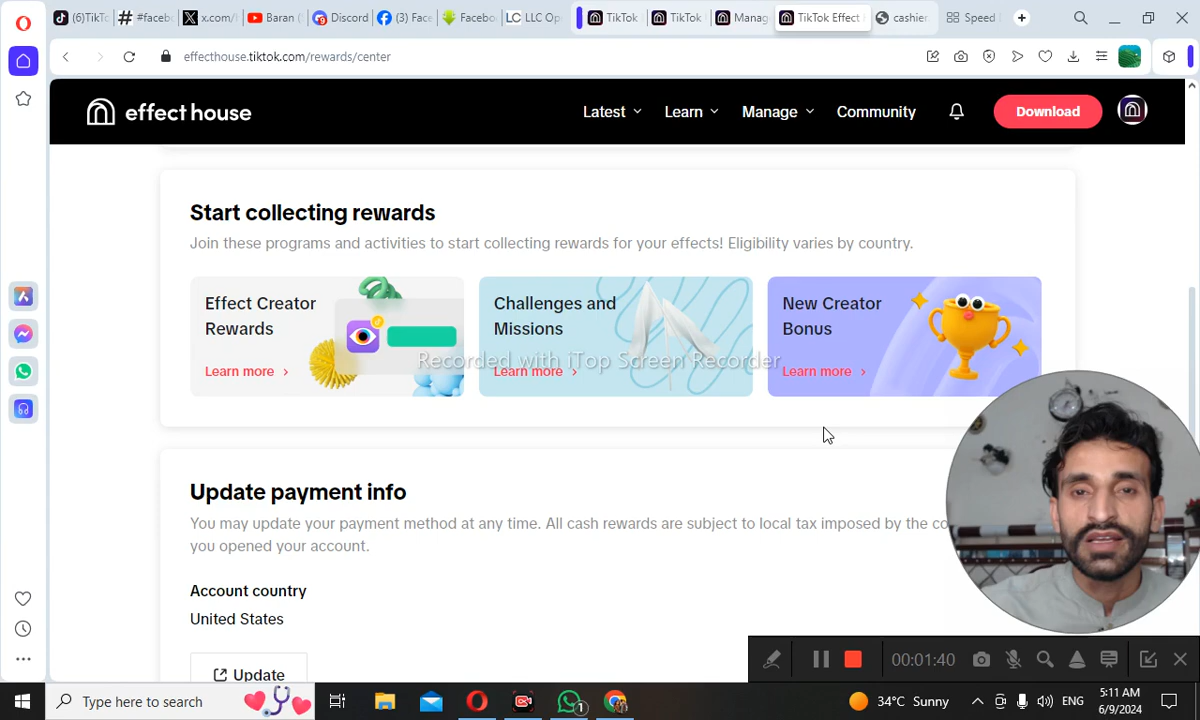 (6)TikT
#faceb
x.com/l
Baran (
Discord
(3) Face
Facebo
LLC Op
TikTok
TikTok
Manag
TikTok Effect
cashier
Speed
effecthouse.tiktok.com/rewards/center
effect house
Latest
Learn
Manage
Community
Download
Start collecting rewards
Join these programs and activities to start collecting rewards for your effects! Eligibility varies by country.
Effect Creator
Rewards
Learn more
Challenges and
Missions
Learn more
New Creator
Bonus
Learn more
Recorded with iTop Screen Recorder
Update payment info
You may update your payment method at any time. All cash rewards are subject to local tax imposed by the co
you opened your account.
Account country
United States
Update
00:01:40
Type here to search
34°C Sunny
ENG
5:11 AM
6/9/2024